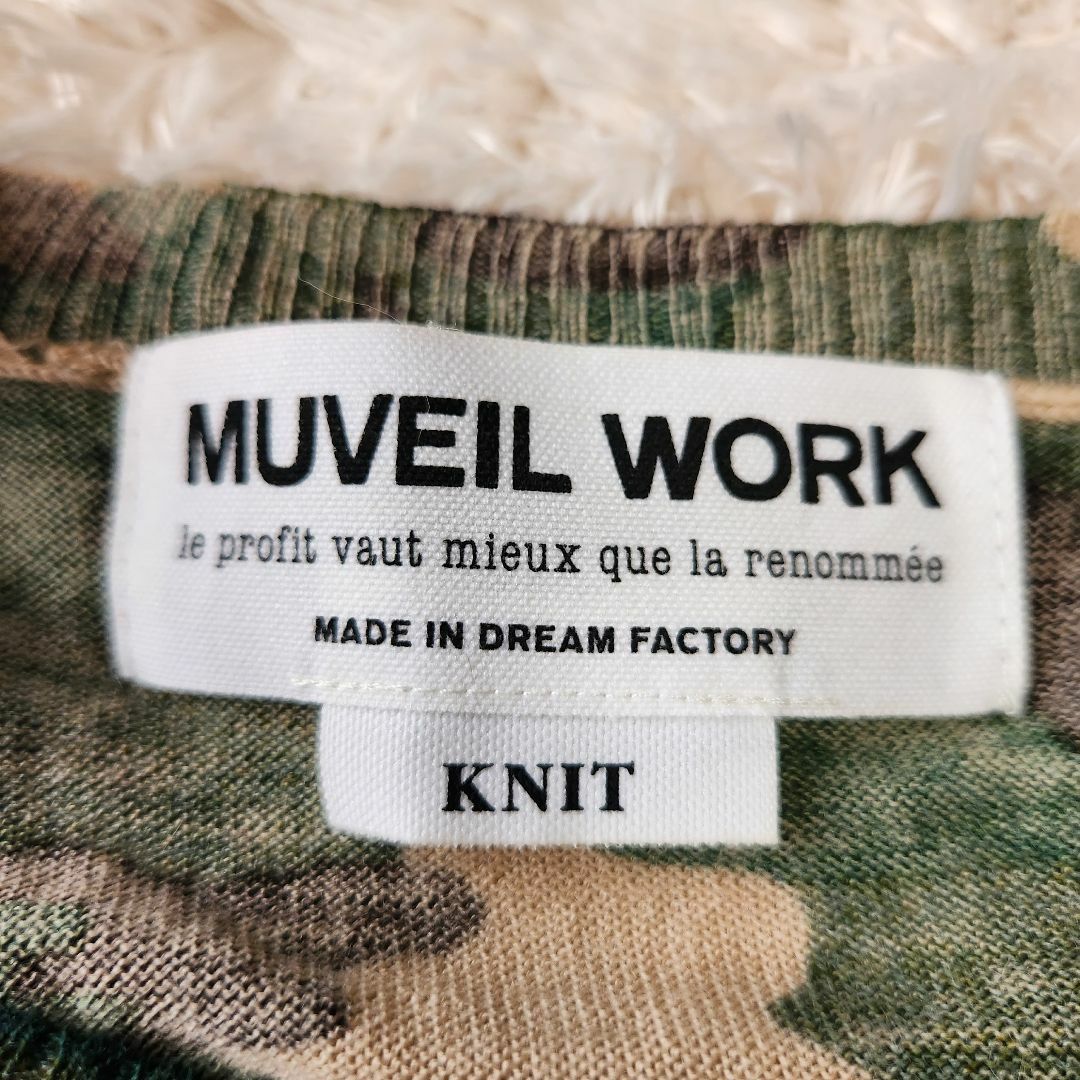 MUVEIL WORK
le profit vaut mieux que la renommée
MADE IN DREAM FACTORY
KNIT